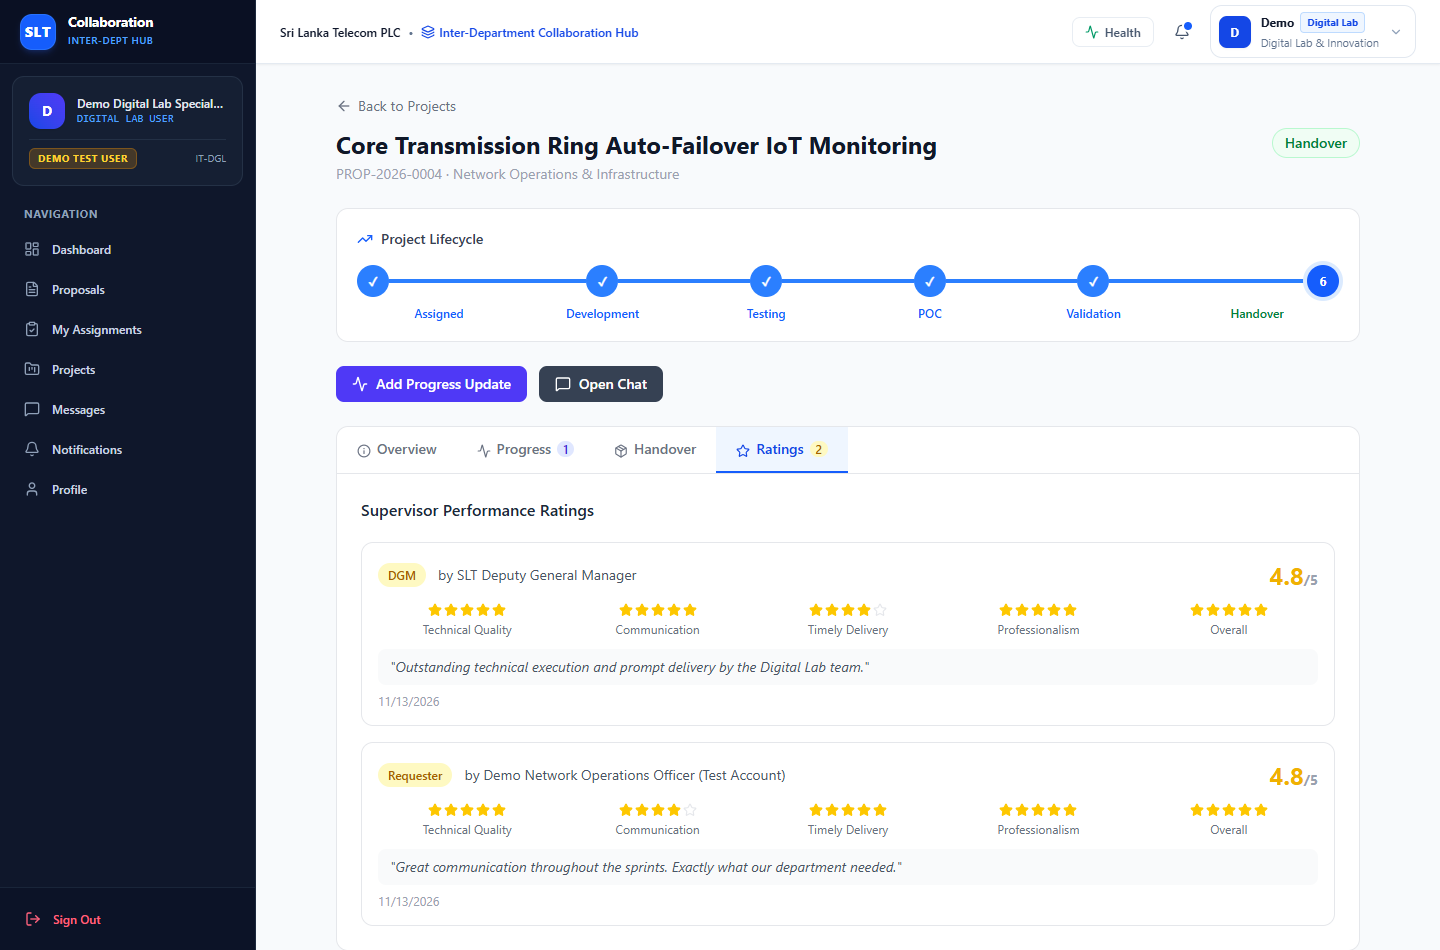 SLT
Collaboration
INTER-DEPT HUB
D
Demo Digital Lab Special...
DIGITAL LAB USER
DEMO TEST USER
IT-DGL
NAVIGATION
Dashboard
Proposals
My Assignments
Projects
Messages
Notifications
Profile
Sign Out
Sri Lanka Telecom PLC • Inter-Department Collaboration Hub
Health
D
Demo Digital Lab
Digital Lab & Innovation
Back to Projects
Core Transmission Ring Auto-Failover IoT Monitoring
PROP-2026-0004 · Network Operations & Infrastructure
Handover
Project Lifecycle
✓ ✓ ✓ ✓ ✓ 6
Assigned Development Testing POC Validation Handover
Add Progress Update Open Chat
Overview Progress 1 Handover Ratings 2
Supervisor Performance Ratings
DGM by SLT Deputy General Manager 4.8/5
Technical Quality Communication Timely Delivery Professionalism Overall
"Outstanding technical execution and prompt delivery by the Digital Lab team."
11/13/2026
Requester by Demo Network Operations Officer (Test Account) 4.8/5
Technical Quality Communication Timely Delivery Professionalism Overall
"Great communication throughout the sprints. Exactly what our department needed."
11/13/2026